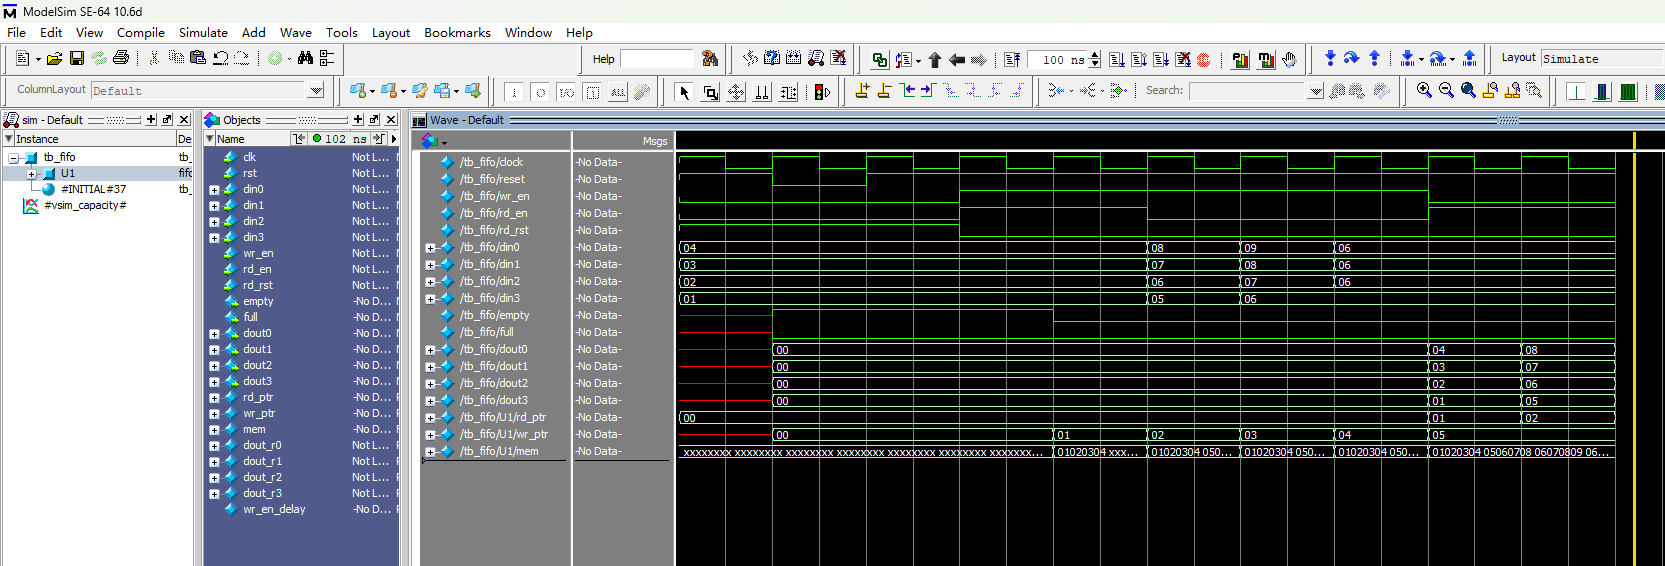 ModelSim SE-64 10.6d
File Edit View Compile Simulate Add Wave Tools Layout Bookmarks Window Help
Help 100 ns Layout Simulate
ColumnLayout Default ALL Search:
sim - Default Objects Wave - Default
Instance De Name 102 ns Msgs
tb_fifo tb_
U1 fifo
#INITIAL#37 tb_
#vsim_capacity#
clk Not L...
rst Not L...
din0 Not L...
din1 Not L...
din2 Not L...
din3 Not L...
wr_en Not L...
rd_en Not L...
rd_rst Not L...
empty -No D...
full -No D...
dout0 -No D...
dout1 -No D...
dout2 -No D...
dout3 -No D...
rd_ptr Not L...
wr_ptr -No D...
mem -No D...
dout_r0 Not L...
dout_r1 Not L...
dout_r2 Not L...
dout_r3 Not L...
wr_en_delay -No D...
/tb_fifo/clock -No Data-
/tb_fifo/reset -No Data-
/tb_fifo/wr_en -No Data-
/tb_fifo/rd_en -No Data-
/tb_fifo/rd_rst -No Data-
/tb_fifo/din0 -No Data- 04 08 09 06
/tb_fifo/din1 -No Data- 03 07 08 06
/tb_fifo/din2 -No Data- 02 06 07 06
/tb_fifo/din3 -No Data- 01 05 06
/tb_fifo/empty -No Data-
/tb_fifo/full -No Data-
/tb_fifo/dout0 -No Data- 00 04 08
/tb_fifo/dout1 -No Data- 00 03 07
/tb_fifo/dout2 -No Data- 00 02 06
/tb_fifo/dout3 -No Data- 00 01 05
/tb_fifo/U1/rd_ptr -No Data- 00 01 02
/tb_fifo/U1/wr_ptr -No Data- 00 01 02 03 04 05
/tb_fifo/U1/mem -No Data- xxxxxxxx xxxxxxxx xxxxxxxx xxxxxxxx xxxxxxxx xxxxxxxx xxxxxxx... 01020304 xxx... 01020304 050... 01020304 050... 01020304 050... 01020304 05060708 06070809 06...